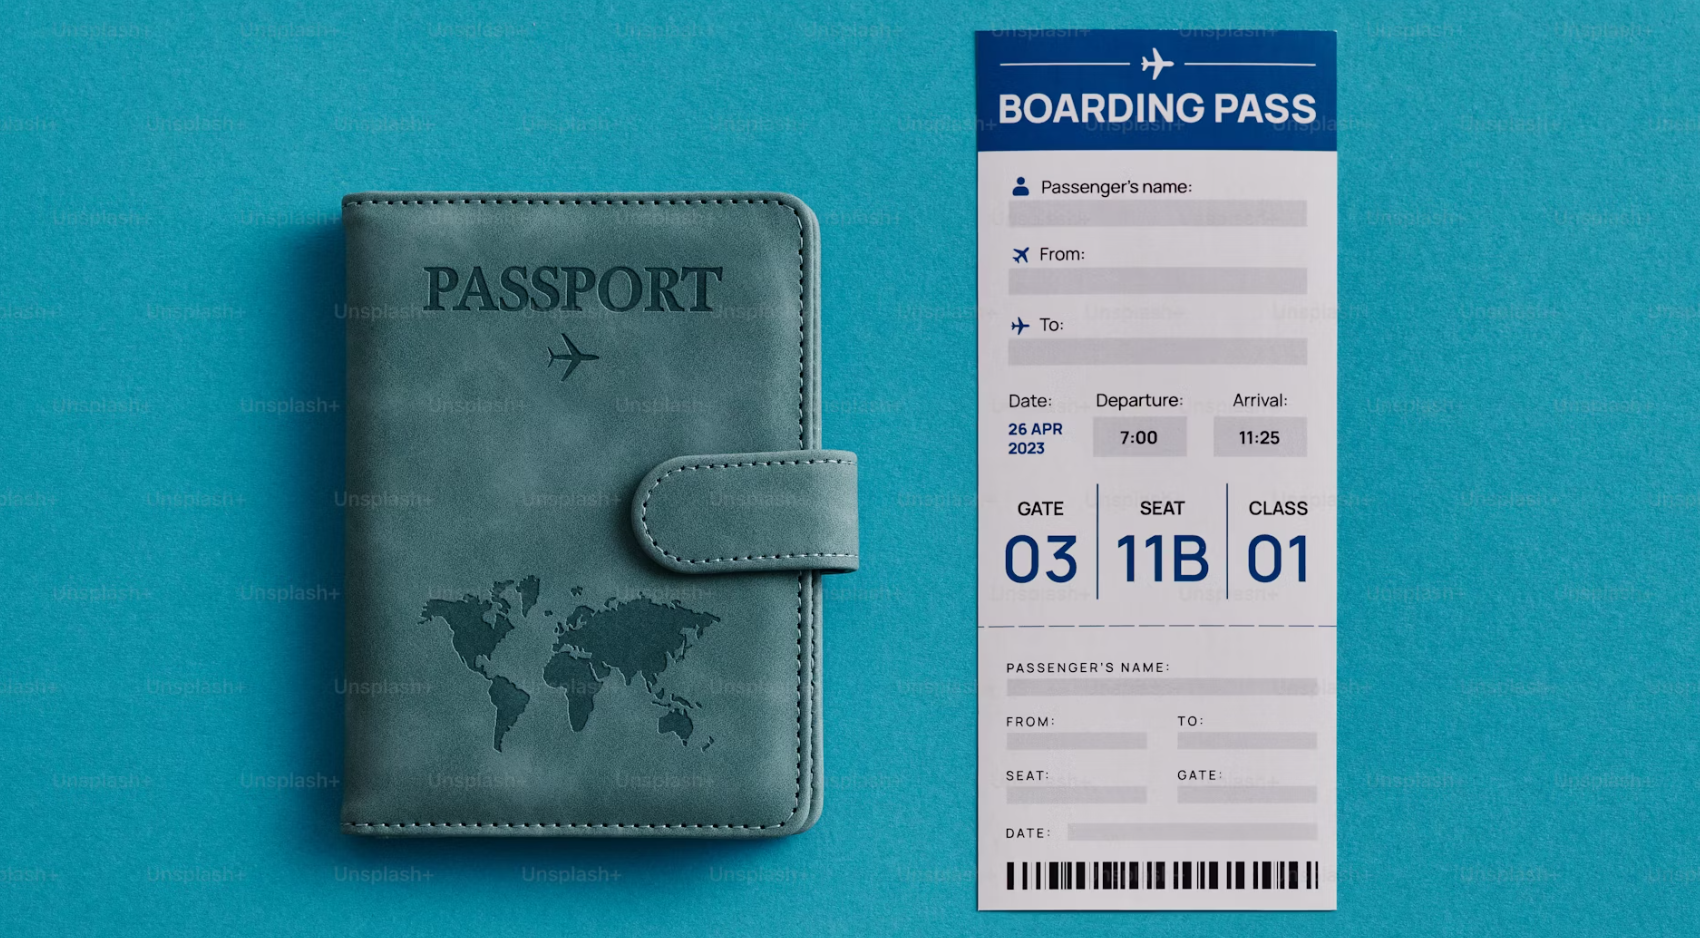 PASSPORT
BOARDING PASS
Passenger's name:
From:
To:
Date: Departure: Arrival:
26 APR
2023
7:00
11:25
GATE SEAT CLASS
03 11B 01
PASSENGER'S NAME:
FROM: TO:
SEAT: GATE:
DATE:
Unsplash+